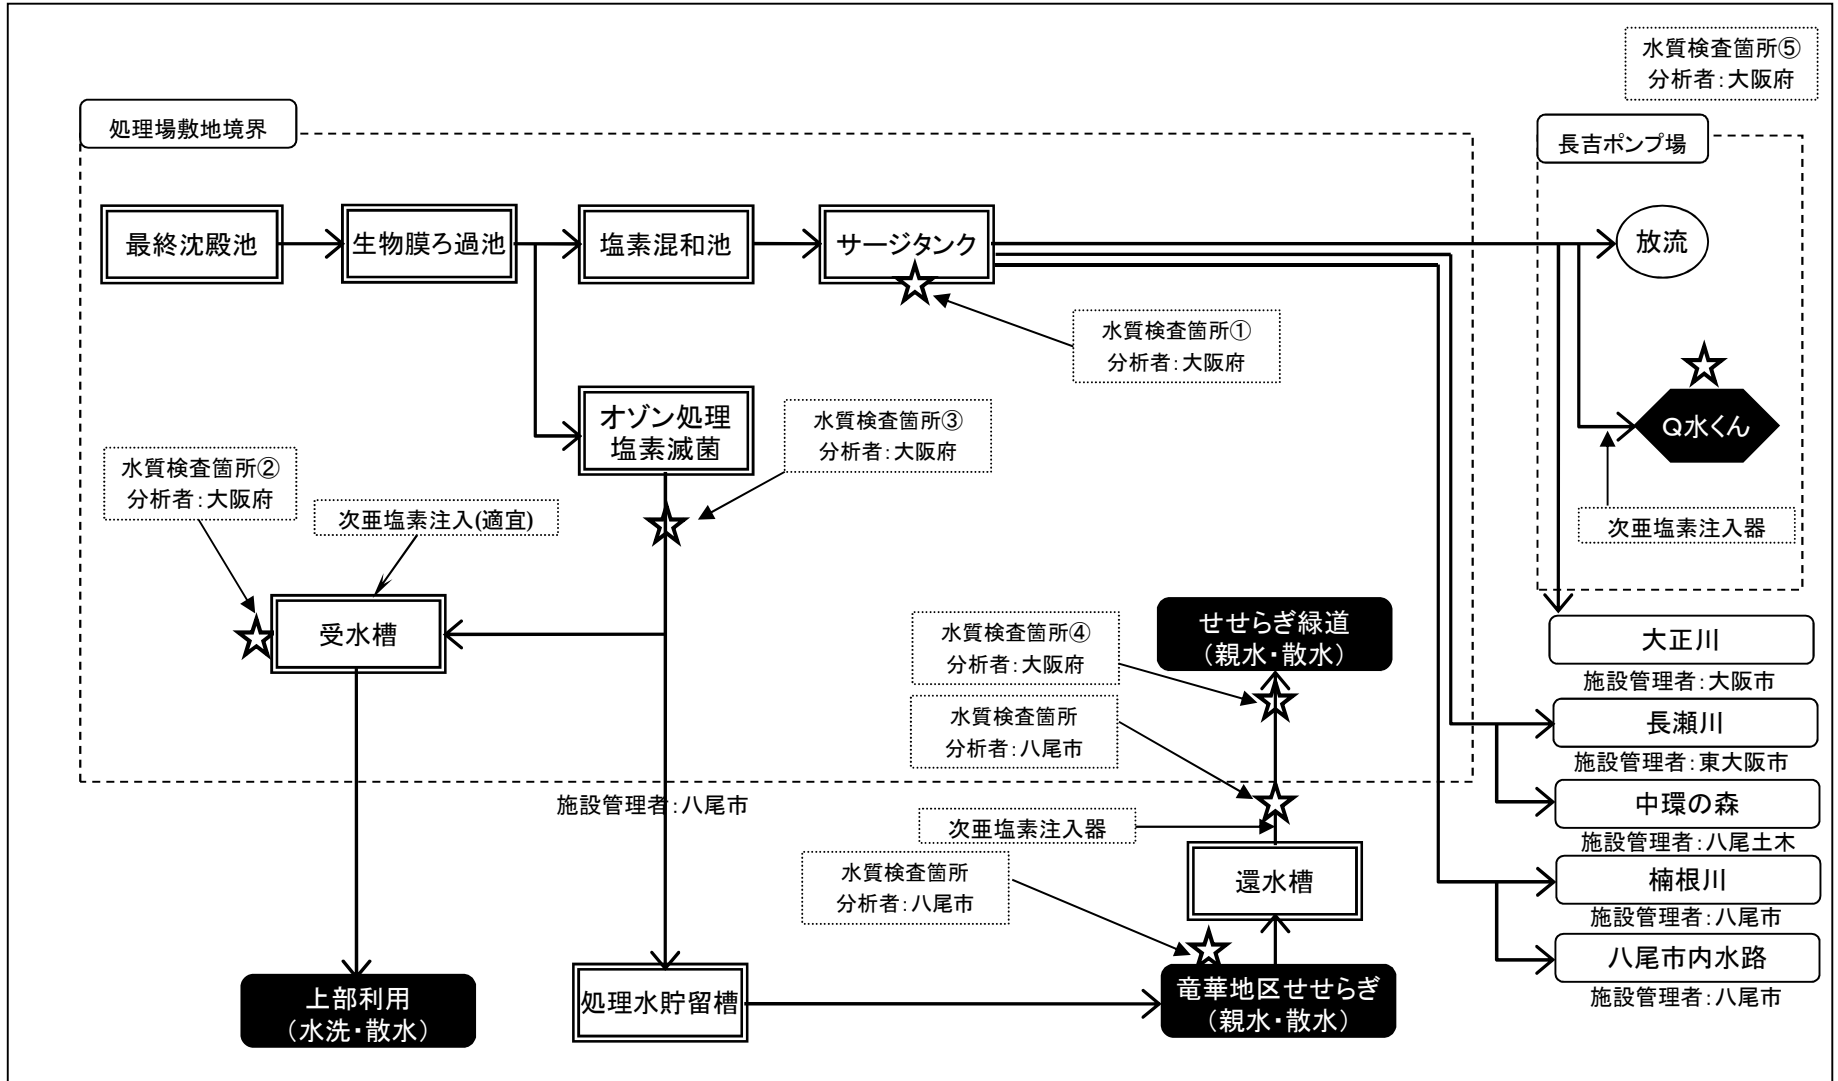 水質検査箇所⑤
分析者:大阪府
処理場敷地境界
長吉ポンプ場
最終沈殿池
生物膜ろ過池
塩素混和池
サージタンク
放流
水質検査箇所①
分析者:大阪府
オゾン処理
塩素滅菌
水質検査箇所③
分析者:大阪府
Q水くん
水質検査箇所②
分析者:大阪府
次亜塩素注入(適宜)
次亜塩素注入器
受水槽
水質検査箇所④
分析者:大阪府
せせらぎ緑道
(親水・散水)
大正川
施設管理者:大阪市
水質検査箇所
分析者:八尾市
長瀬川
施設管理者:東大阪市
施設管理者:八尾市
中環の森
施設管理者:八尾土木
次亜塩素注入器
水質検査箇所
分析者:八尾市
還水槽
楠根川
施設管理者:八尾市
八尾市内水路
施設管理者:八尾市
上部利用
(水洗・散水)
処理水貯留槽
竜華地区せせらぎ
(親水・散水)